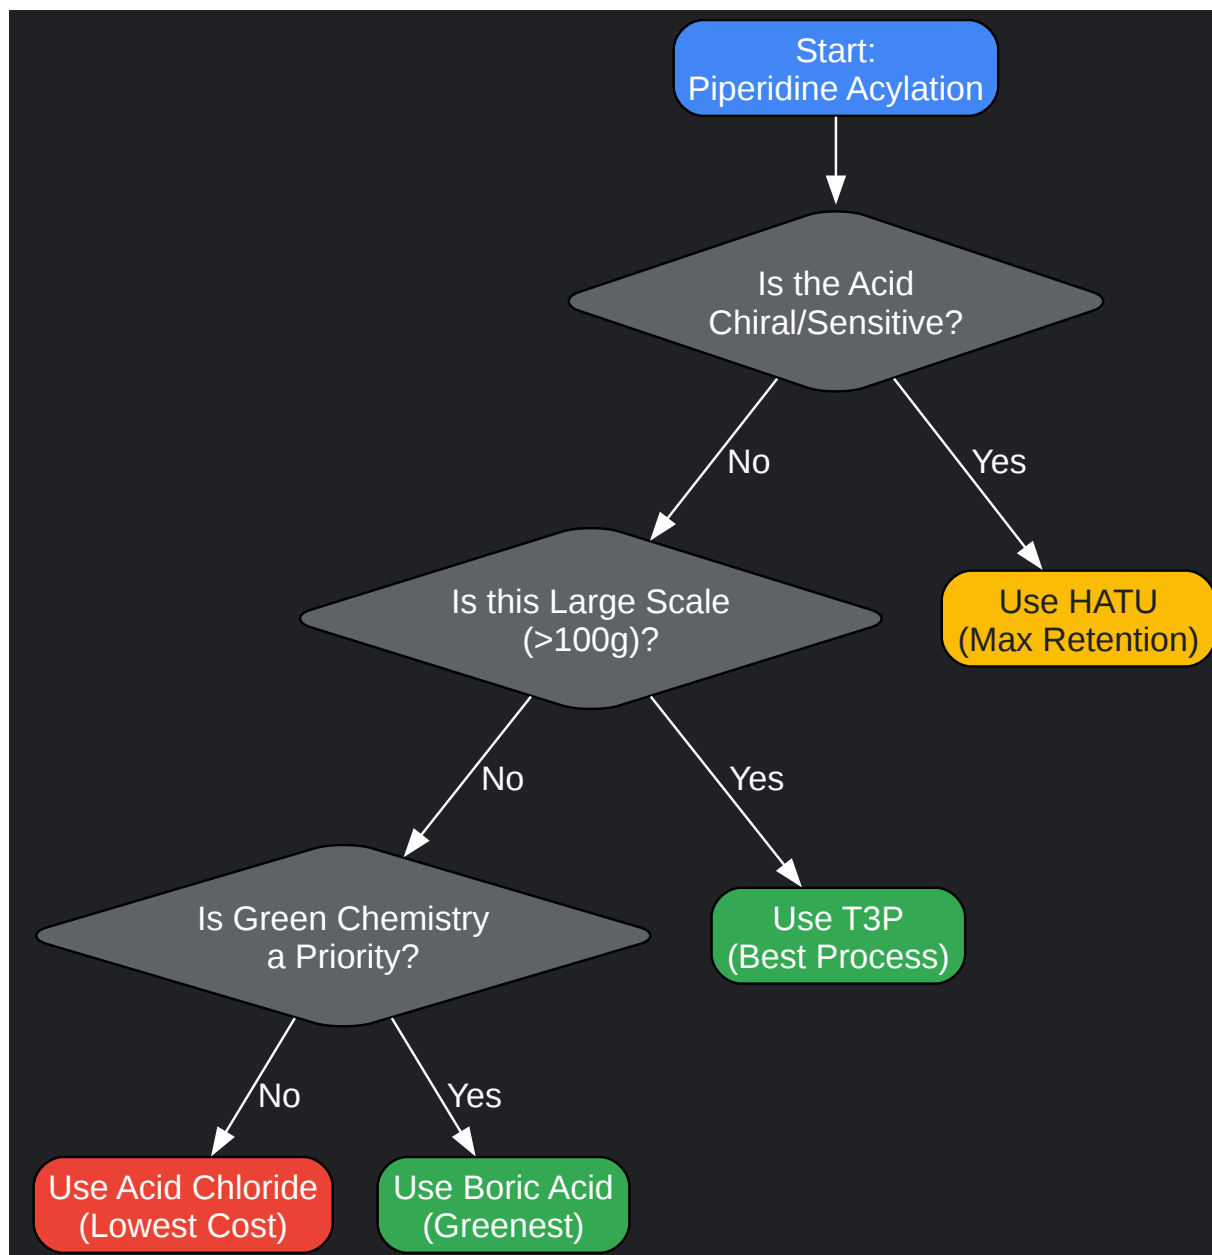 Start:
Piperidine Acylation
Is the Acid
Chiral/Sensitive?
No
Yes
Is this Large Scale
(>100g)?
Use HATU
(Max Retention)
No
Yes
Is Green Chemistry
a Priority?
Use T3P
(Best Process)
No
Yes
Use Acid Chloride
(Lowest Cost)
Use Boric Acid
(Greenest)